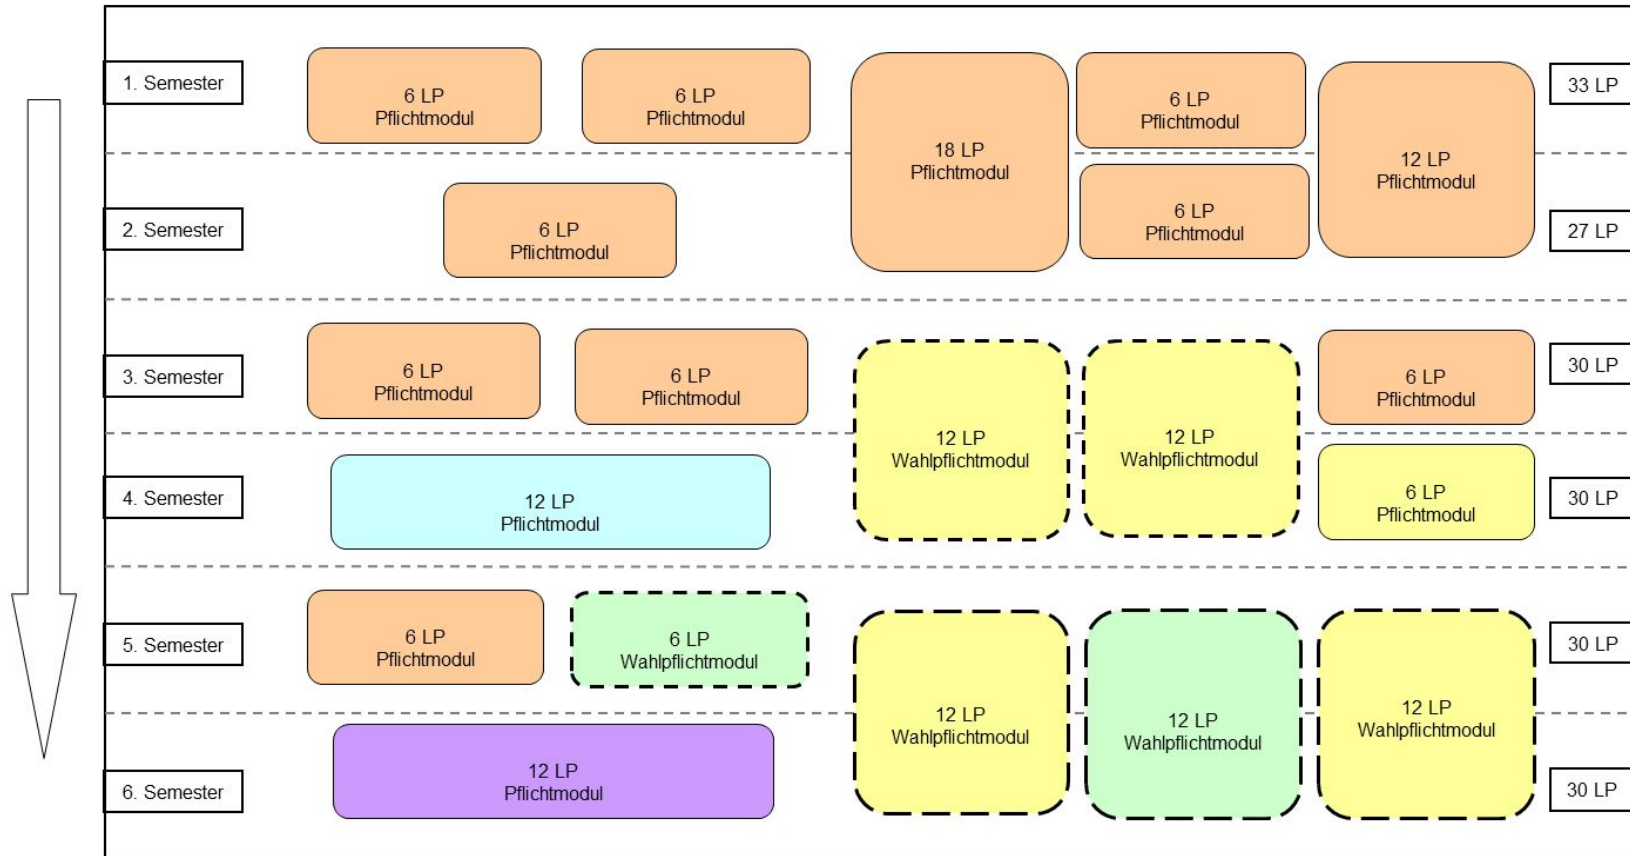 1. Semester
6 LP
Pflichtmodul
6 LP
Pflichtmodul
18 LP
Pflichtmodul
6 LP
Pflichtmodul
12 LP
Pflichtmodul
33 LP
2. Semester
6 LP
Pflichtmodul
6 LP
Pflichtmodul
27 LP
3. Semester
6 LP
Pflichtmodul
6 LP
Pflichtmodul
12 LP
Wahlpflichtmodul
12 LP
Wahlpflichtmodul
6 LP
Pflichtmodul
30 LP
4. Semester
12 LP
Pflichtmodul
6 LP
Pflichtmodul
30 LP
5. Semester
6 LP
Pflichtmodul
6 LP
Wahlpflichtmodul
12 LP
Wahlpflichtmodul
12 LP
Wahlpflichtmodul
12 LP
Wahlpflichtmodul
30 LP
6. Semester
12 LP
Pflichtmodul
30 LP